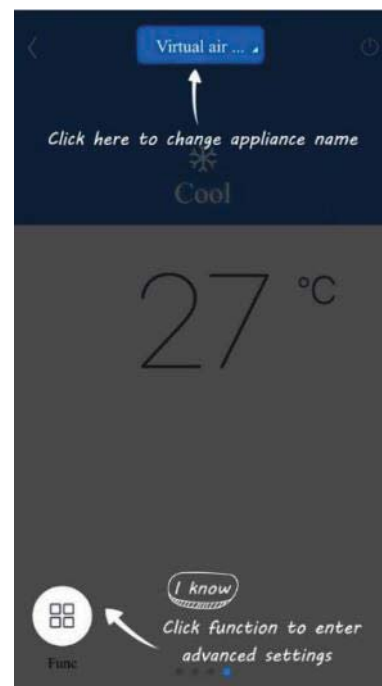 Virtual air ...
Click here to change appliance name
Cool
27 °C
I know
Click function to enter
advanced settings
Func